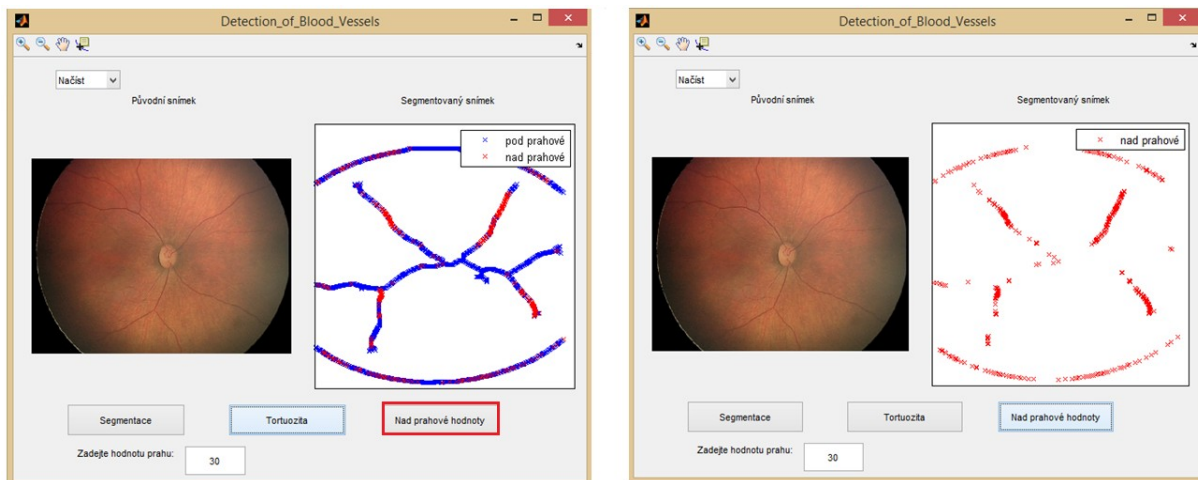 Detection_of_Blood_Vessels
Načíst
Původní snímek
Segmentovaný snímek
pod prahové
nad prahové
Segmentace
Tortuozita
Nad prahové hodnoty
Zadejte hodnotu prahu:
30
Detection_of_Blood_Vessels
Načíst
Původní snímek
Segmentovaný snímek
nad prahové
Segmentace
Tortuozita
Nad prahové hodnoty
Zadejte hodnotu prahu:
30